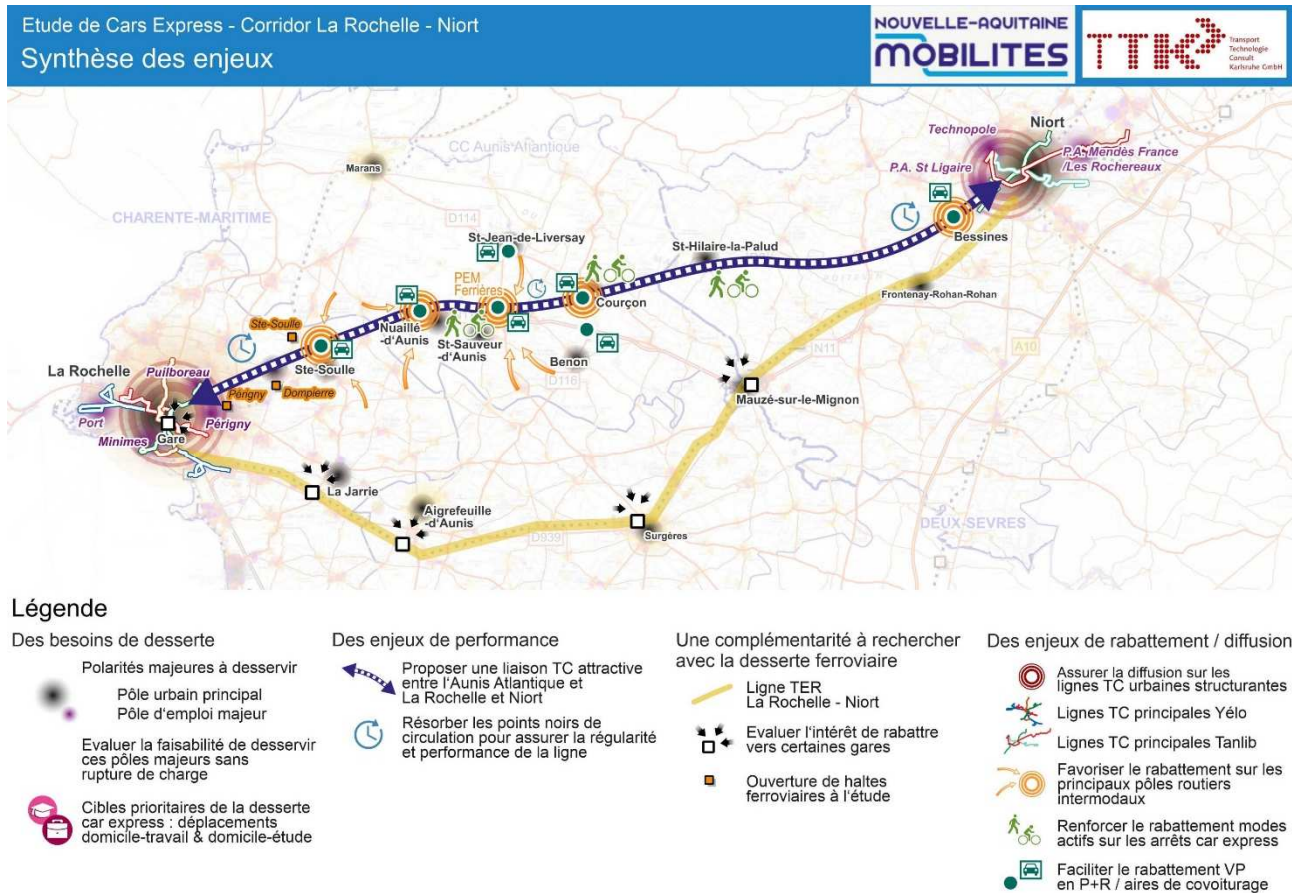 Etude de Cars Express - Corridor La Rochelle - Niort
Synthèse des enjeux
NOUVELLE-AQUITAINE
MOBILITES
TTK
Transport
Technologie
Consult
Karlsruhe GmbH
Niort
Technopole
P.A. Mendès France
/Les Rochereaux
P.A. St Ligaire
CC Aunis Atlantique
Marans
CHARENTE-MARITIME
D114
St-Jean-de-Liversay
St-Hilaire-la-Palud
Bessines
PEM
Ferrières
Courçon
Frontenay-Rohan-Rohan
Nuaillé
-d'Aunis
St-Sauveur
-d'Aunis
Ste-Soulle
Benon
N11
A10
La Rochelle
Puilboreau
Ste-Soulle
D116
Périgny
Dompierre
Mauzé-sur-le-Mignon
Port
Gare
Périgny
Minimes
La Jarrie
Aigrefeuille
-d'Aunis
Surgères
DEUX-SEVRES
D939
Légende
Des besoins de desserte
Polarités majeures à desservir
Pôle urbain principal
Pôle d'emploi majeur
Evaluer la faisabilité de desservir
ces pôles majeurs sans
rupture de charge
Cibles prioritaires de la desserte
car express : déplacements
domicile-travail & domicile-étude
Des enjeux de performance
Proposer une liaison TC attractive
entre l'Aunis Atlantique et
La Rochelle et Niort
Résorber les points noirs de
circulation pour assurer la régularité
et performance de la ligne
Une complémentarité à rechercher
avec la desserte ferroviaire
Ligne TER
La Rochelle - Niort
Evaluer l'intérêt de rabattre
vers certaines gares
Ouverture de haltes
ferroviaires à l'étude
Des enjeux de rabattement / diffusion
Assurer la diffusion sur les
lignes TC urbaines structurantes
Lignes TC principales Yélo
Lignes TC principales Tanlib
Favoriser le rabattement sur les
principaux pôles routiers
intermodaux
Renforcer le rabattement modes
actifs sur les arrêts car express
Faciliter le rabattement VP
en P+R / aires de covoiturage